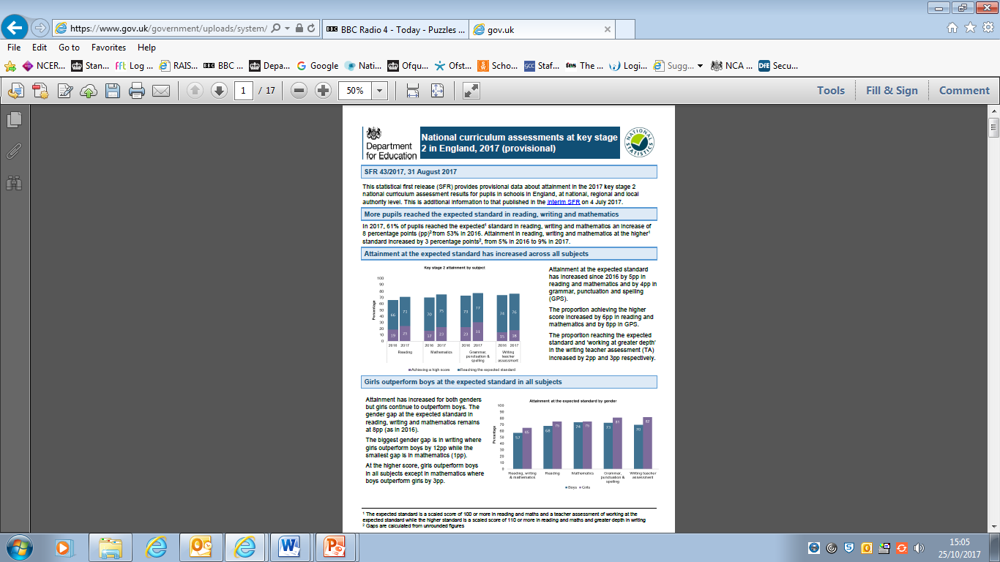 https://www.gov.uk/government/uploads/system/
BBC Radio 4 - Today - Puzzles ...
gov.uk
File Edit Go to Favorites Help
NCER... Stan... fft Log ... RAIS... BBC ... Depa... Google Nati... Ofqu... Ofst... Scho... GCC Staf... tes The ... Logi... Sugg... NCA ... DfE Secu...
1 / 17 50% Tools Fill & Sign Comment
Department for Education
National curriculum assessments at key stage
2 in England, 2017 (provisional)
NATIONAL STATISTICS
SFR 43/2017, 31 August 2017
This statistical first release (SFR) provides provisional data about attainment in the 2017 key stage 2
national curriculum assessment results for pupils in schools in England, at national, regional and local
authority level. This is additional information to that published in the interim SFR on 4 July 2017.
More pupils reached the expected standard in reading, writing and mathematics
In 2017, 61% of pupils reached the expected¹ standard in reading, writing and mathematics an increase of
8 percentage points (pp)² from 53% in 2016. Attainment in reading, writing and mathematics at the higher¹
standard increased by 3 percentage points², from 5% in 2016 to 9% in 2017.
Attainment at the expected standard has increased across all subjects
Key stage 2 attainment by subject
Percentage
100
90
80
70
60
50
40
30
20
10
0
66 71 70 75 73 77 74 76
19 25 17 23 23 31 15 18
2016 2017 2016 2017 2016 2017 2016 2017
Reading Mathematics Grammar, punctuation & spelling Writing teacher assessment
Achieving a high score Reaching the expected standard
Attainment at the expected standard
has increased since 2016 by 5pp in
reading and mathematics and by 4pp in
grammar, punctuation and spelling
(GPS).
The proportion achieving the higher
score increased by 6pp in reading and
mathematics and by 8pp in GPS.
The proportion reaching the expected
standard and 'working at greater depth'
in the writing teacher assessment (TA)
increased by 2pp and 3pp respectively.
Girls outperform boys at the expected standard in all subjects
Attainment has increased for both genders
but girls continue to outperform boys. The
gender gap at the expected standard in
reading, writing and mathematics remains
at 8pp (as in 2016).
The biggest gender gap is in writing where
girls outperform boys by 12pp while the
smallest gap is in mathematics (1pp).
At the higher score, girls outperform boys
in all subjects except in mathematics where
boys outperform girls by 3pp.
Attainment at the expected standard by gender
Percentage
100
90
80
70
60
50
40
30
20
10
0
57 65 68 75 74 75 73 81 70 82
Reading, writing & mathematics Reading Mathematics Grammar, punctuation & spelling Writing teacher assessment
Boys Girls
¹ The expected standard is a scaled score of 100 or more in reading and maths and a teacher assessment of working at the
expected standard while the higher standard is a scaled score of 110 or more in reading and maths and greater depth in writing
² Gaps are calculated from unrounded figures
15:05
25/10/2017